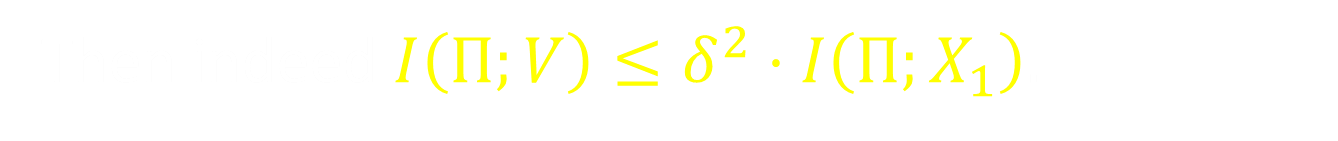 I(Π; V) ≤ δ² · I(Π; X₁)